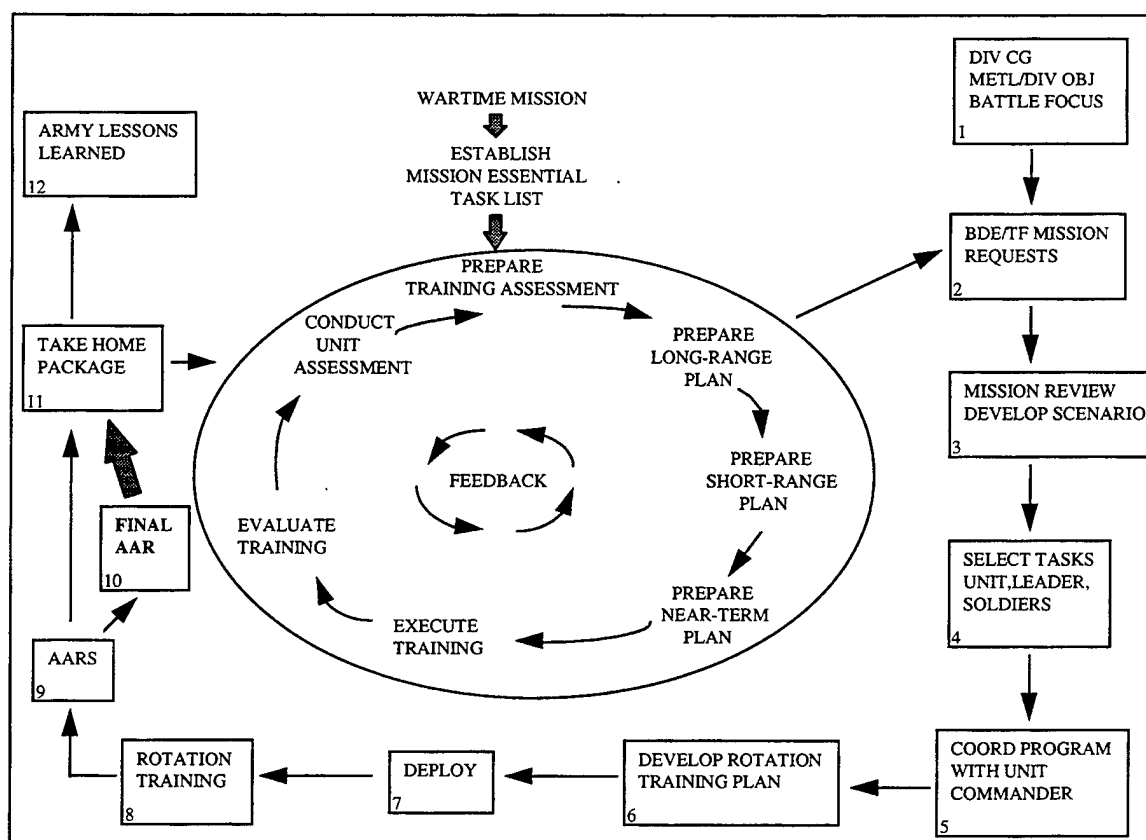 WARTIME MISSION
ESTABLISH
MISSION ESSENTIAL
TASK LIST
PREPARE
TRAINING ASSESSMENT
PREPARE
LONG-RANGE
PLAN
PREPARE
SHORT-RANGE
PLAN
PREPARE
NEAR-TERM
PLAN
EXECUTE
TRAINING
EVALUATE
TRAINING
CONDUCT
UNIT
ASSESSMENT
FEEDBACK
DIV CG
METL/DIV OBJ
BATTLE FOCUS
1
BDE/TF MISSION
REQUESTS
2
MISSION REVIEW
DEVELOP SCENARIO
3
SELECT TASKS
UNIT,LEADER,
SOLDIERS
4
COORD PROGRAM
WITH UNIT
COMMANDER
5
DEVELOP ROTATION
TRAINING PLAN
6
DEPLOY
7
ROTATION
TRAINING
8
AARS
9
FINAL
AAR
10
TAKE HOME
PACKAGE
11
ARMY LESSONS
LEARNED
12